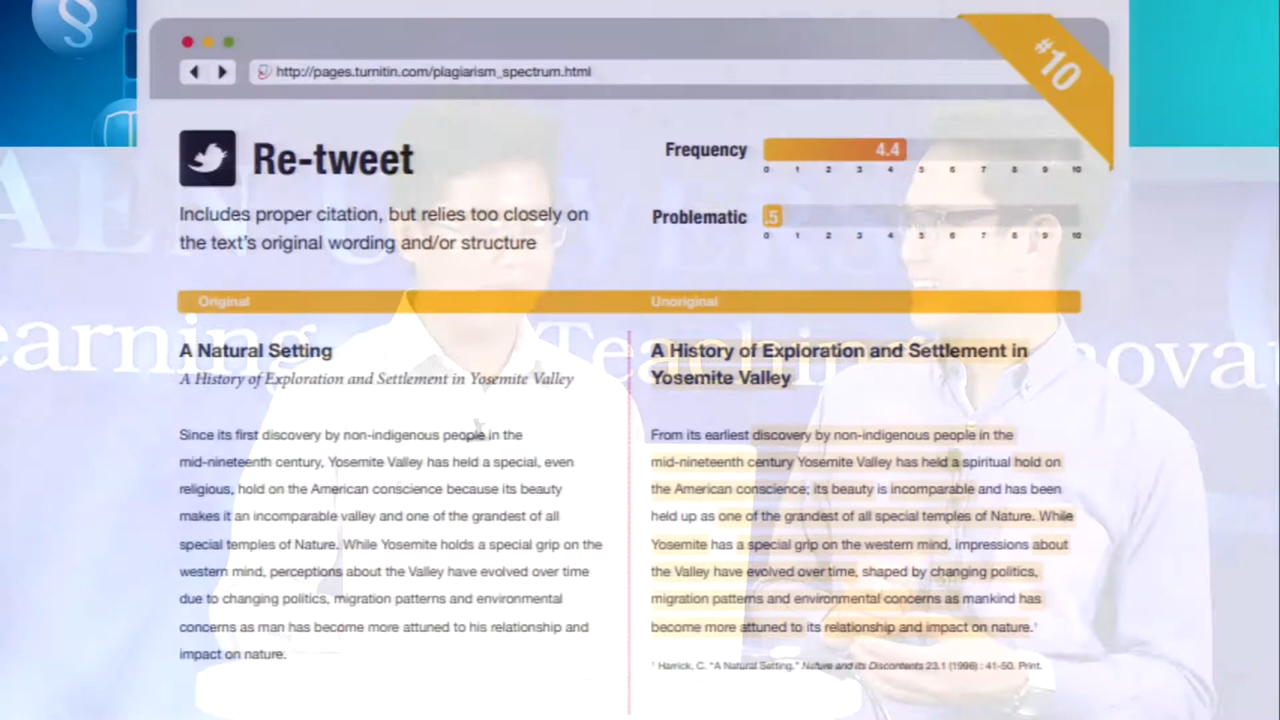 #10
http://pages.turnitin.com/plagiarism_spectrum.html
Re-tweet
Includes proper citation, but relies too closely on
the text's original wording and/or structure
Frequency
4.4
0 1 2 3 4 5 6 7 8 9 10
Problematic
.5
0 1 2 3 4 5 6 7 8 9 10
Original
Unoriginal
earning Teaching nnovat
A Natural Setting
A History of Exploration and Settlement in Yosemite Valley
Since its first discovery by non-indigenous people in the
mid-nineteenth century, Yosemite Valley has held a special, even
religious, hold on the American conscience because its beauty
makes it an incomparable valley and one of the grandest of all
special temples of Nature. While Yosemite holds a special grip on the
western mind, perceptions about the Valley have evolved over time
due to changing politics, migration patterns and environmental
concerns as man has become more attuned to his relationship and
impact on nature.
A History of Exploration and Settlement in
Yosemite Valley
From its earliest discovery by non-indigenous people in the
mid-nineteenth century Yosemite Valley has held a spiritual hold on
the American conscience; its beauty is incomparable and has been
held up as one of the grandest of all special temples of Nature. While
Yosemite has a special grip on the western mind, impressions about
the Valley have evolved over time, shaped by changing politics,
migration patterns and environmental concerns as mankind has
become more attuned to its relationship and impact on nature.¹
¹ Harrick, C. "A Natural Setting." Nature and its Discontents 23.1 (1996) : 41-50. Print.